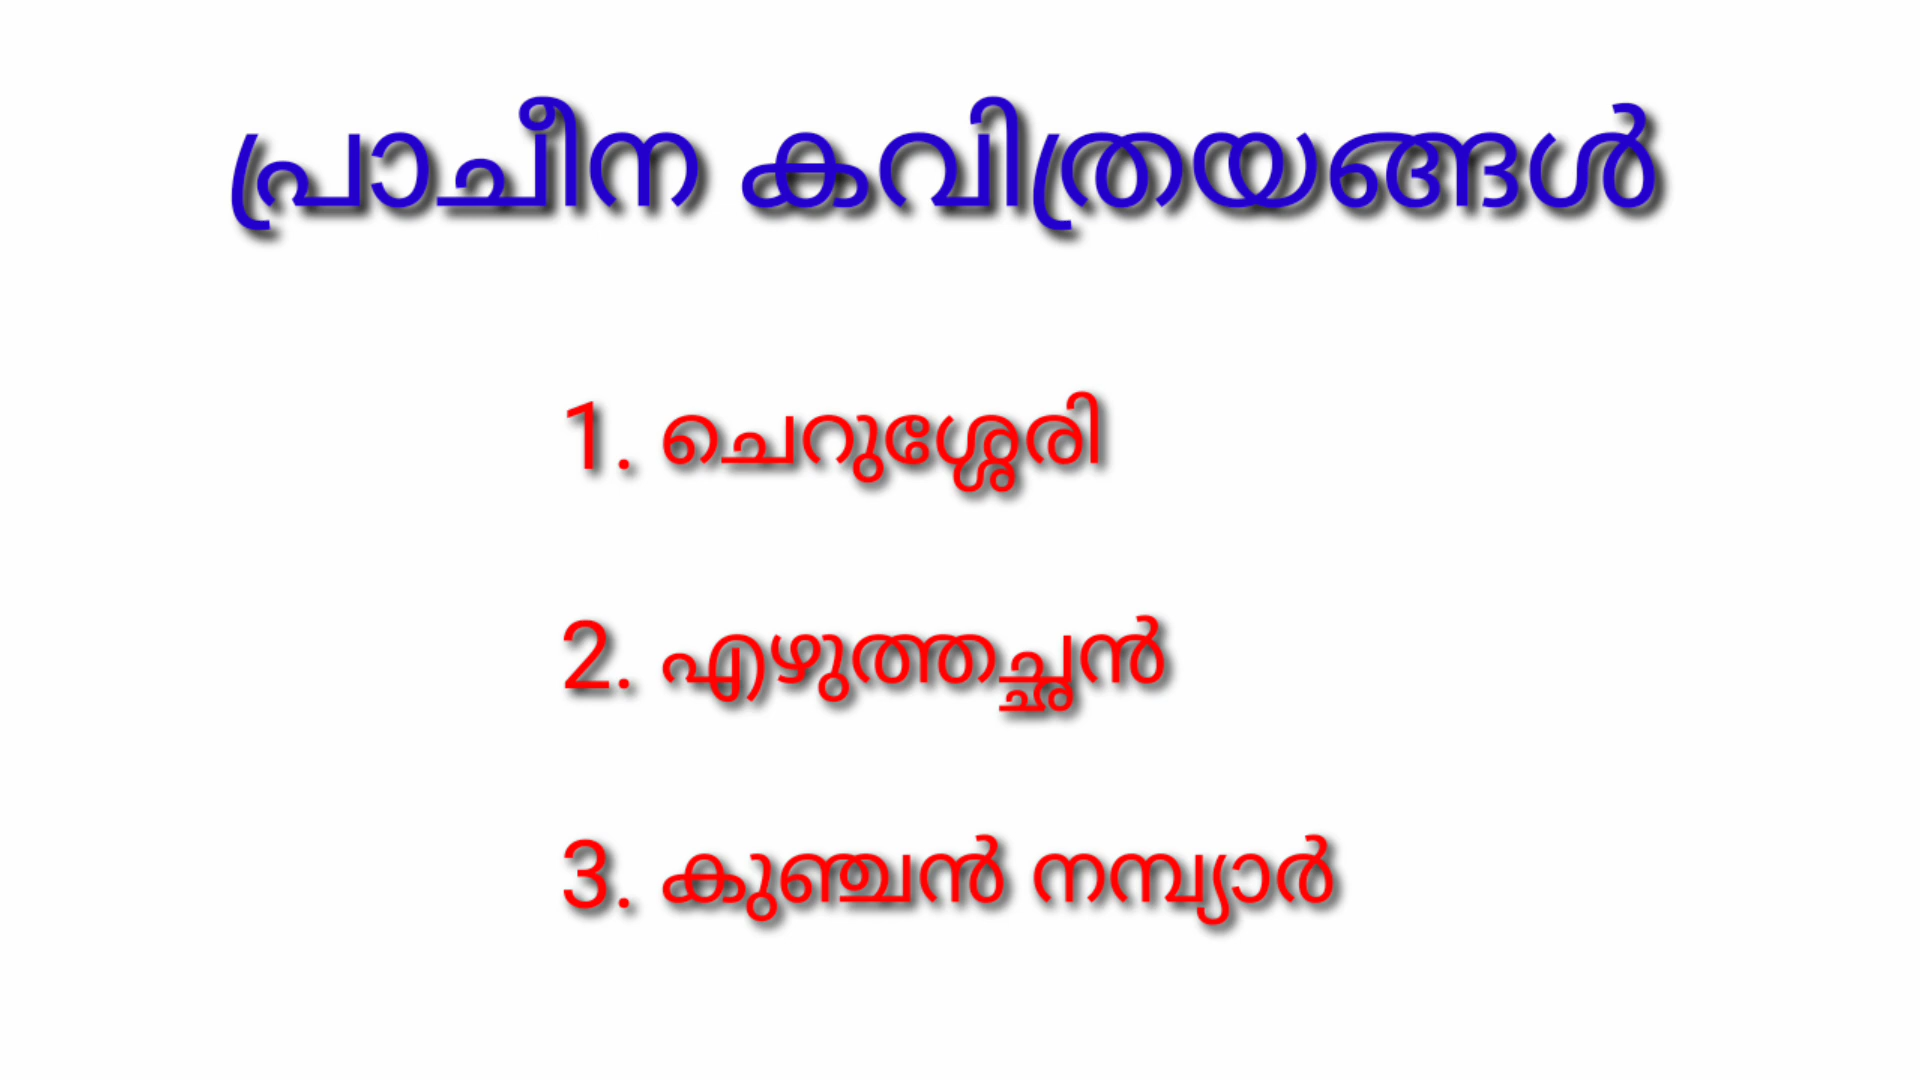 പ്രാചീന കവിത്രയങ്ങൾ
1. ചെറുശ്ശേരി
2. എഴുത്തച്ഛൻ
3. കുഞ്ചൻ നമ്പ്യാർ